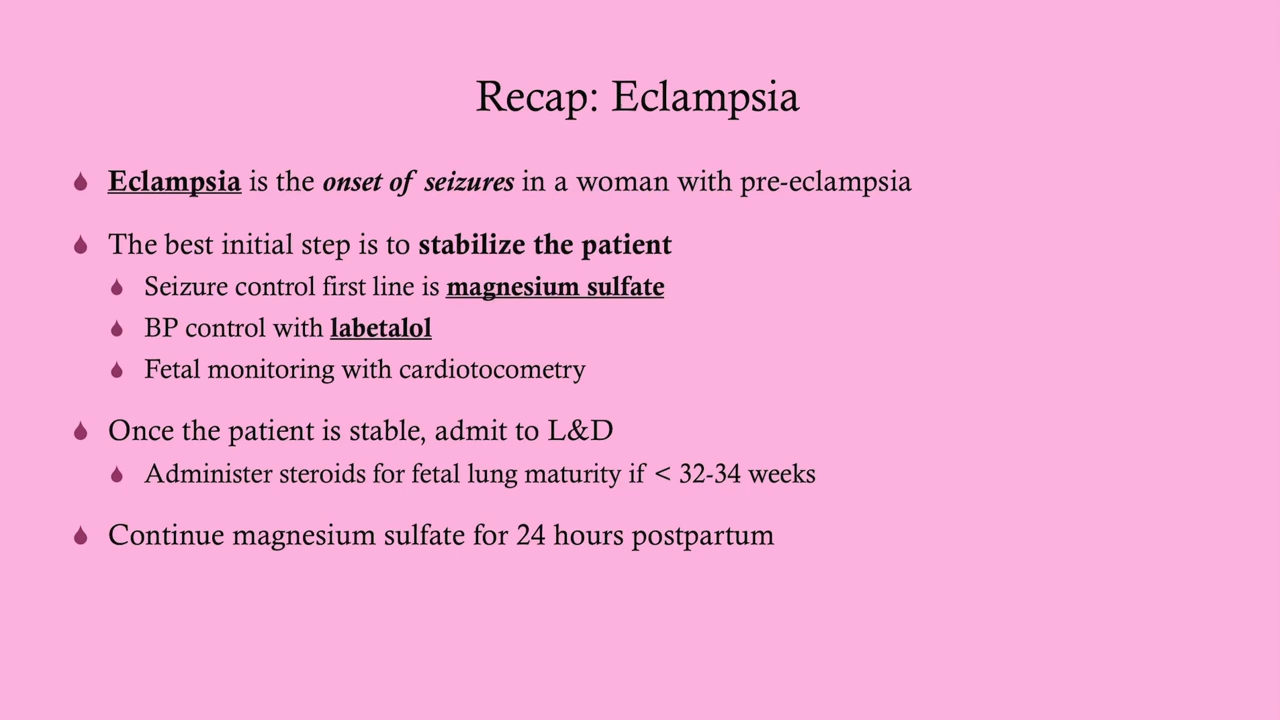 Recap: Eclampsia
Eclampsia is the onset of seizures in a woman with pre-eclampsia
The best initial step is to stabilize the patient
Seizure control first line is magnesium sulfate
BP control with labetalol
Fetal monitoring with cardiotocometry
Once the patient is stable, admit to L&D
Administer steroids for fetal lung maturity if < 32-34 weeks
Continue magnesium sulfate for 24 hours postpartum